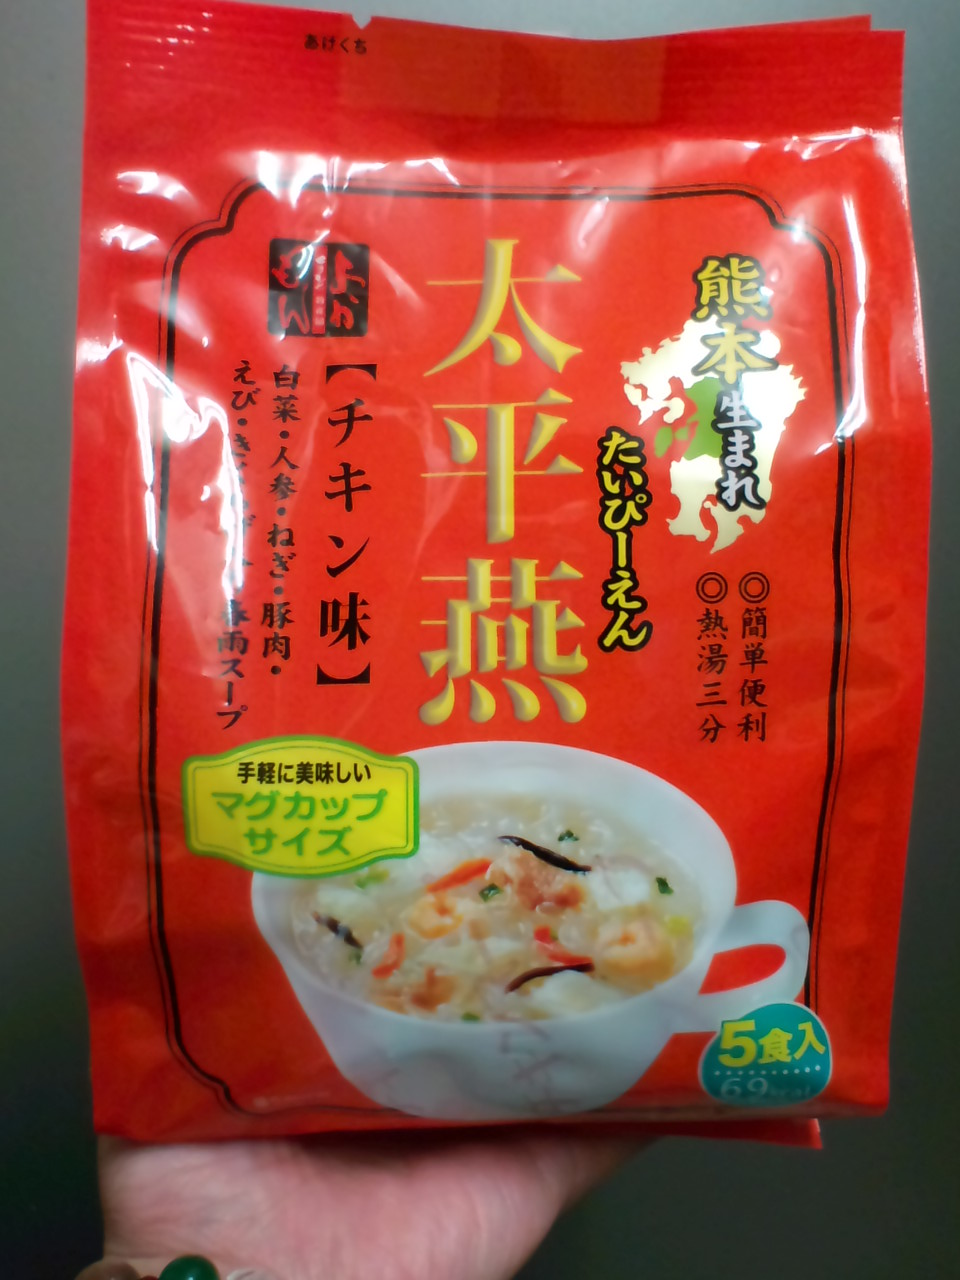 あけくち
熊本生まれ
◎簡単便利
◎熱湯三分
たいぴーえん
太平燕
よか
もん
【チキン味】
白菜・人参・ねぎ・豚肉・
えび・ 春雨スープ
手軽に美味しい
マグカップ
サイズ
5食入
69kcal